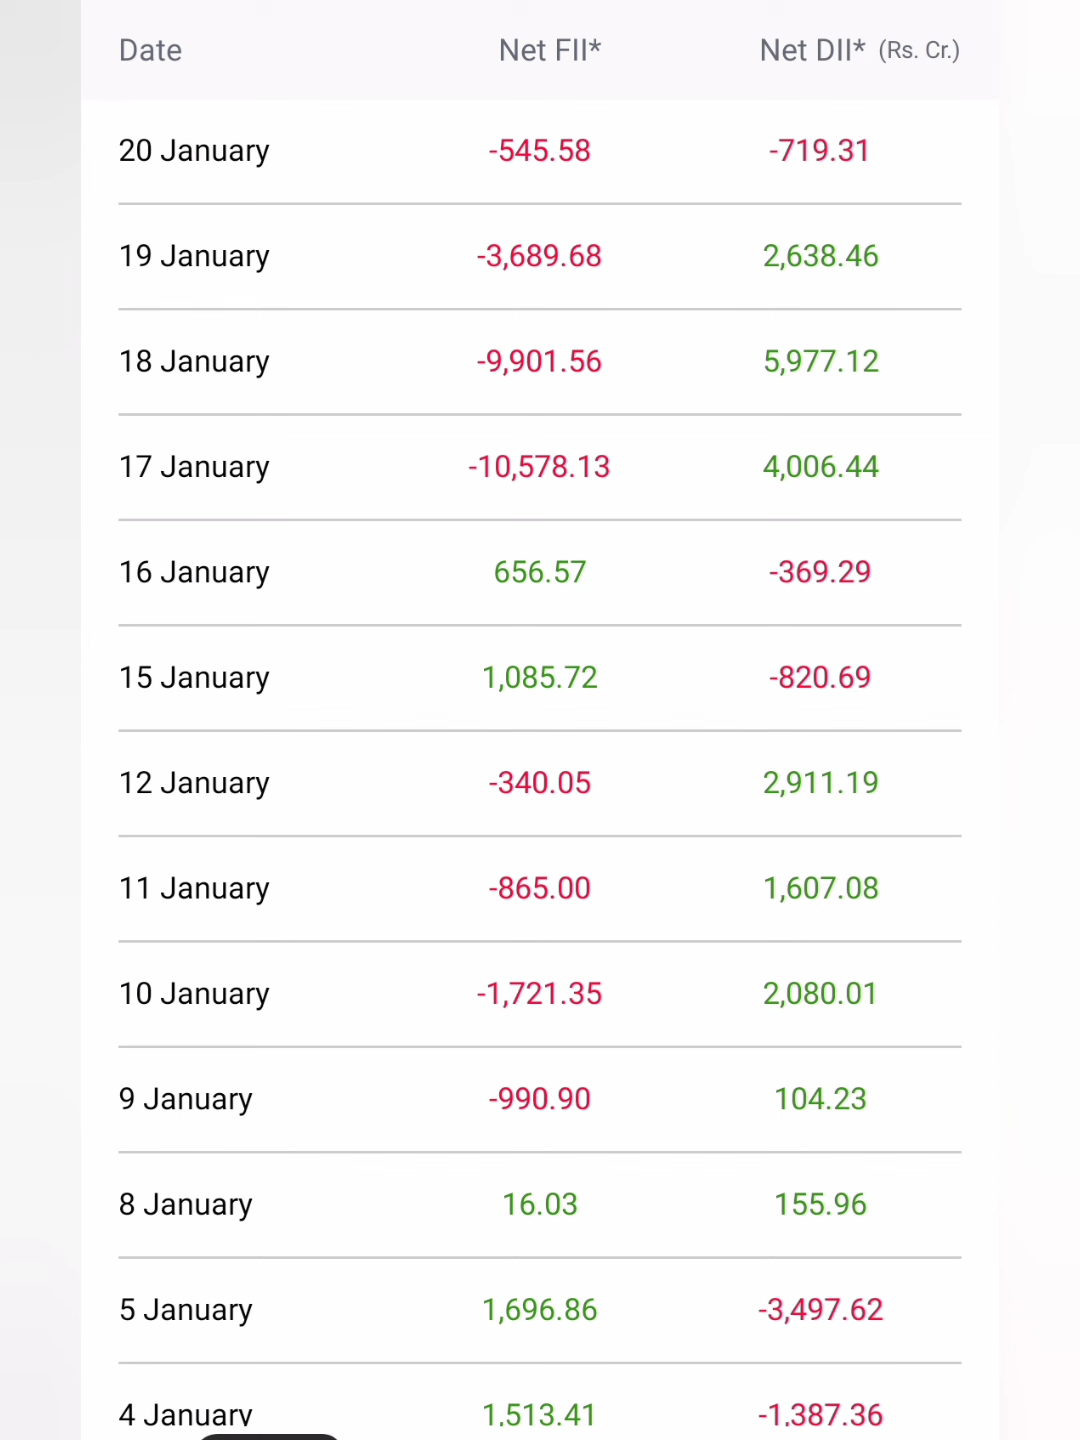 Date Net FII* Net DII* (Rs. Cr.)
20 January -545.58 -719.31
19 January -3,689.68 2,638.46
18 January -9,901.56 5,977.12
17 January -10,578.13 4,006.44
16 January 656.57 -369.29
15 January 1,085.72 -820.69
12 January -340.05 2,911.19
11 January -865.00 1,607.08
10 January -1,721.35 2,080.01
9 January -990.90 104.23
8 January 16.03 155.96
5 January 1,696.86 -3,497.62
4 January 1,513.41 -1,387.36